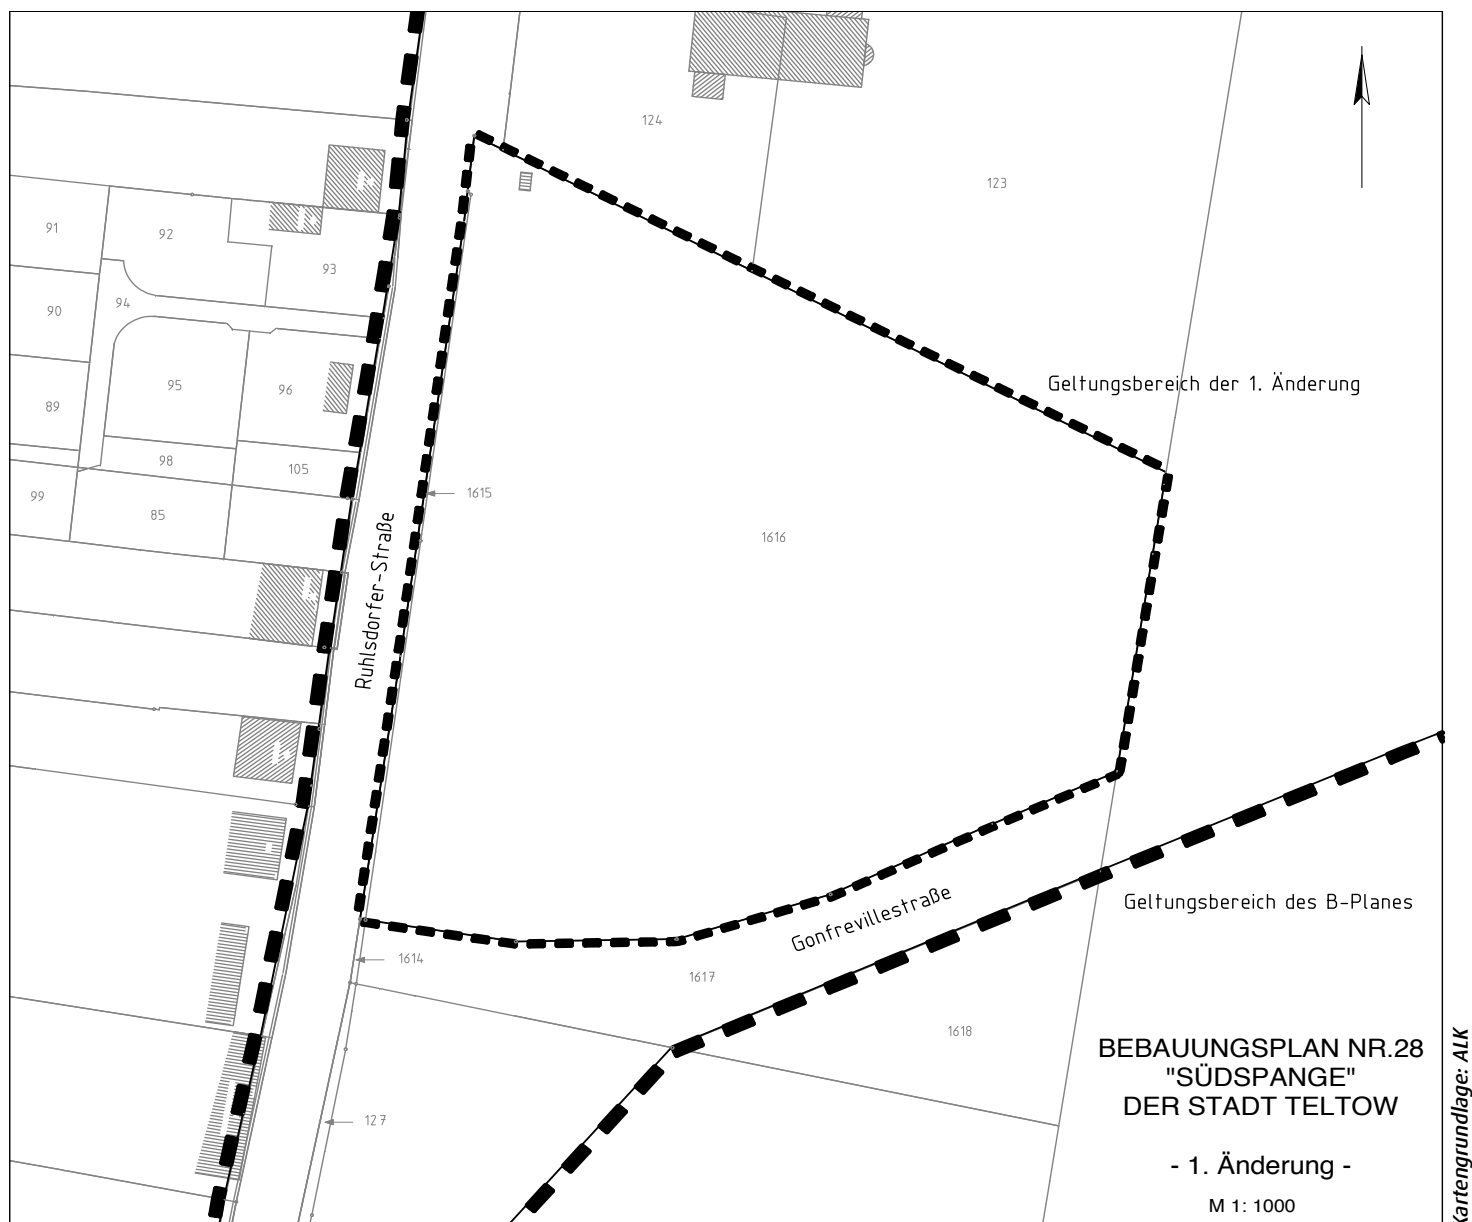 124
123
91
92
93
90
94
95
96
89
98
105
99
85
Geltungsbereich der 1. Änderung
1615
1616
Ruhlsdorfer-Straße
Geltungsbereich des B-Planes
Gonfrevillestraße
1614
1617
1618
127
BEBAUUNGSPLAN NR.28
"SÜDSPANGE"
DER STADT TELTOW
- 1. Änderung -
M 1: 1000
Kartengrundlage: ALK